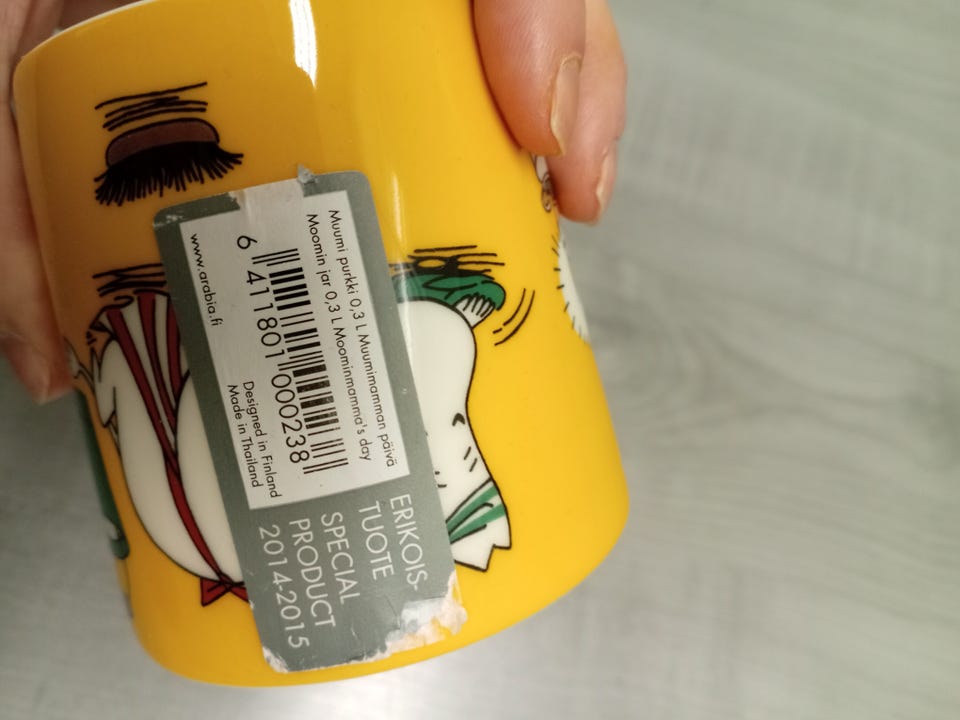 Muumi purkki 0,3 L Muumimamman päivä
Moomin jar 0,3 L Moominmamma's day
6 411801 000238
Designed in Finland
Made in Thailand
www.arabia.fi
ERIKOIS-
TUOTE
SPECIAL
PRODUCT
2014-2015